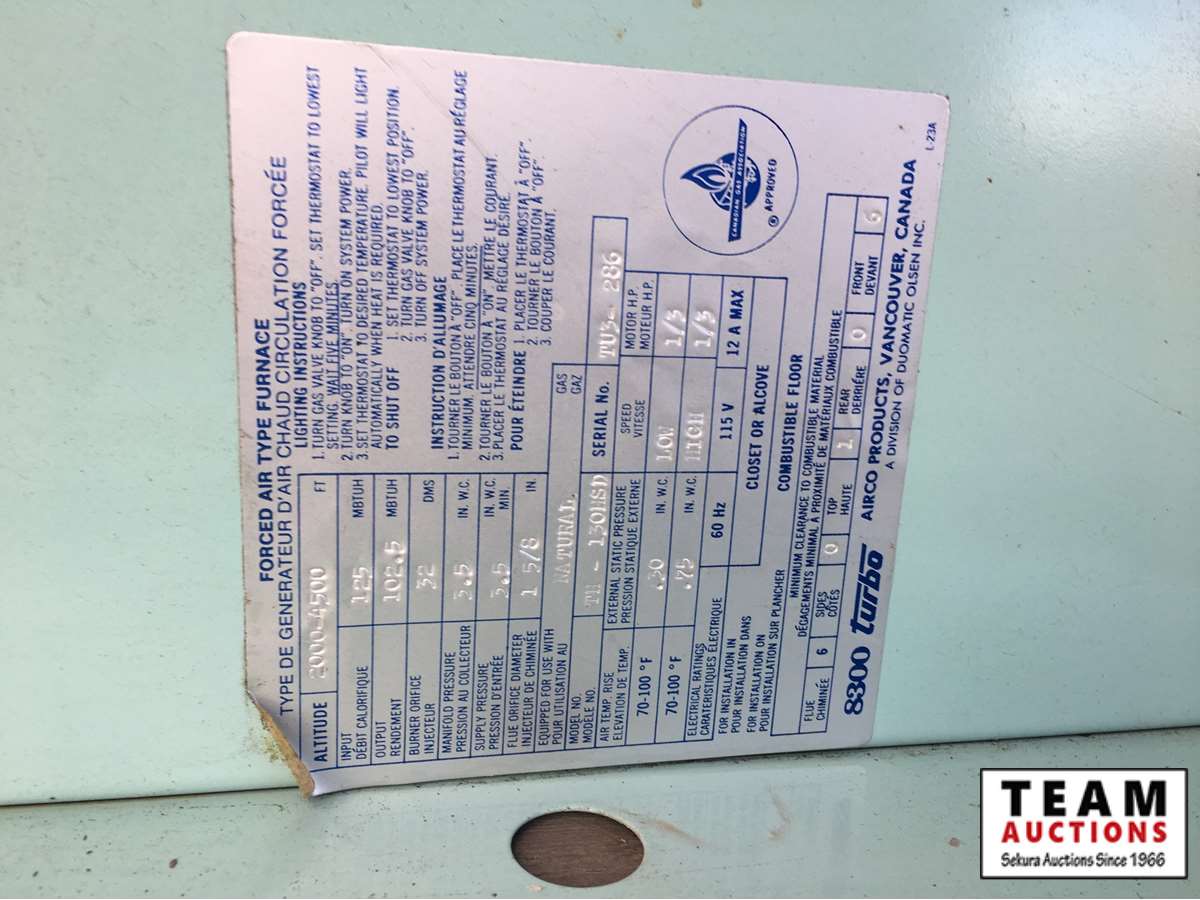 FORCED AIR TYPE FURNACE
TYPE DE GENERATEUR D'AIR CHAUD CIRCULATION FORCÉE
ALTITUDE 2000-4500 FT
INPUT 125 MBTUH
DÉBIT CALORIFIQUE
OUTPUT 102.5 MBTUH
RENDEMENT
BURNER ORIFICE 32 DMS
INJECTEUR
MANIFOLD PRESSURE 3.5 IN. W.C.
PRESSION AU COLLECTEUR
SUPPLY PRESSURE IN. W.C.
PRESSION D'ENTRÉE MIN.
FLUE ORIFICE DIAMETER 1 5/8 IN.
INJECTEUR DE CHIMINÉE
LIGHTING INSTRUCTIONS
1. TURN GAS VALVE KNOB TO "OFF". SET THERMOSTAT TO LOWEST
SETTING. WAIT FIVE MINUTES.
2. TURN KNOB TO "ON". TURN ON SYSTEM POWER.
3. SET THERMOSTAT TO DESIRED TEMPERATURE. PILOT WILL LIGHT
AUTOMATICALLY WHEN HEAT IS REQUIRED.
TO SHUT OFF 1. SET THERMOSTAT TO LOWEST POSITION.
2. TURN GAS VALVE KNOB TO "OFF".
3. TURN OFF SYSTEM POWER.
INSTRUCTION D'ALLUMAGE
1. TOURNER LE BOUTON À "OFF". PLACE LE THERMOSTAT AU RÉGLAGE
MINIMUM. ATTENDRE CINQ MINUTES.
2. TOURNER LE BOUTON À "ON". METTRE LE COURANT.
3. PLACER LE THERMOSTAT AU RÉGLAGE DÉSIRÉ.
POUR ÉTEINDRE 1. PLACER LE THERMOSTAT À "OFF".
2. TOURNER LE BOUTON À "OFF".
3. COUPER LE COURANT.
EQUIPPED FOR USE WITH NATURAL GAS
POUR UTILISATION AU GAZ
MODEL NO. TH - 130HSD SERIAL No. TU3- 286
MODÈLE NO.
AIR TEMP. RISE EXTERNAL STATIC PRESSURE SPEED MOTOR H.P.
ELEVATION DE TEMP. PRESSION STATIQUE EXTERNE VITESSE MOTEUR H.P.
70-100 °F .30 IN. W.C. LOW 1/3
70-100 °F .75 IN. W.C. HIGH 1/3
ELECTRICAL RATINGS 60 Hz 115 V 12 A MAX
CARATERISTIQUES ÉLECTRIQUE
FOR INSTALLATION IN CLOSET OR ALCOVE
POUR INSTALLATION DANS
FOR INSTALLATION ON COMBUSTIBLE FLOOR
POUR INSTALLATION SUR PLANCHER
MINIMUM CLEARANCE TO COMBUSTIBLE MATERIAL
DÉGAGEMENTS MINIMAL À PROXIMITÉ DE MATÉRIAUX COMBUSTIBLE
FLUE 6 SIDES 0 TOP 1 REAR 0 FRONT 6
CHIMINÉE CÔTÉS HAUTE DERRIÈRE DEVANT
8300 turbo AIRCO PRODUCTS, VANCOUVER, CANADA
A DIVISION OF DUOMATIC OLSEN INC.
L-23A
CANADIAN GAS ASSOCIATION
® APPROVED
TEAM
AUCTIONS
Sekura Auctions Since 1966